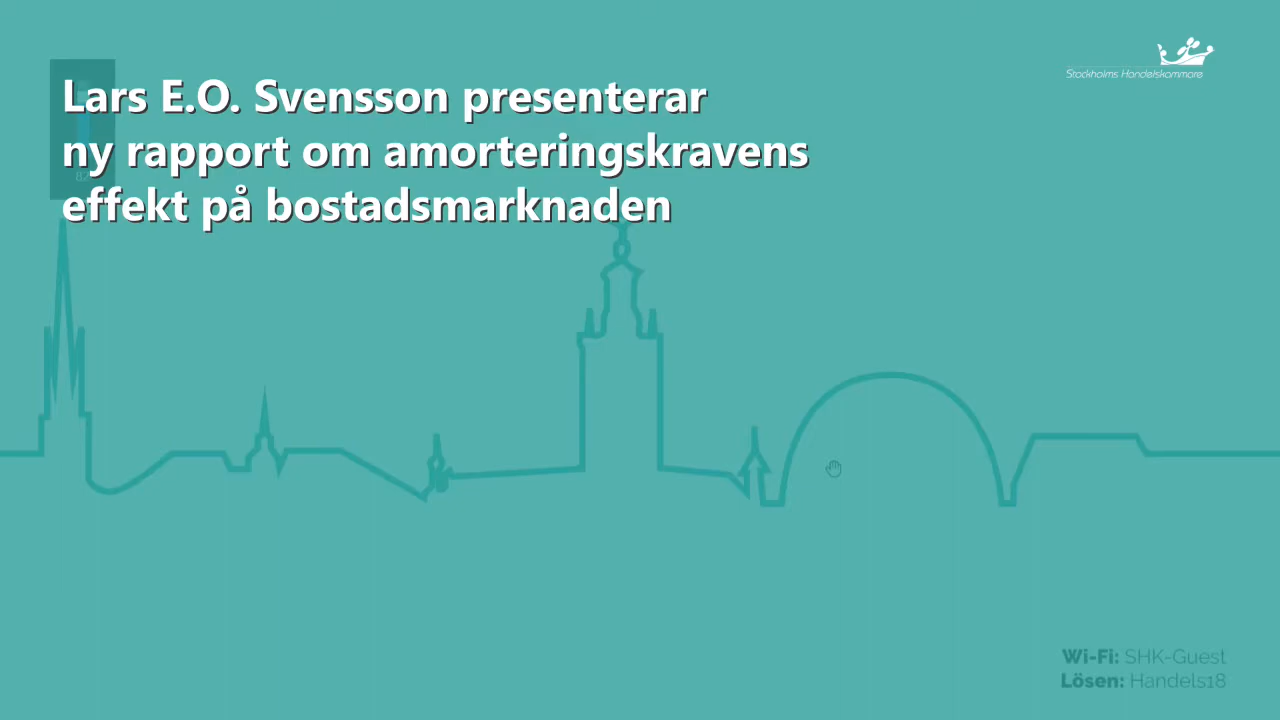 Stockholms Handelskammare
Lars E.O. Svensson presenterar
ny rapport om amorteringskravens
effekt på bostadsmarknaden
Wi-Fi: SHK-Guest
Lösen: Handels18